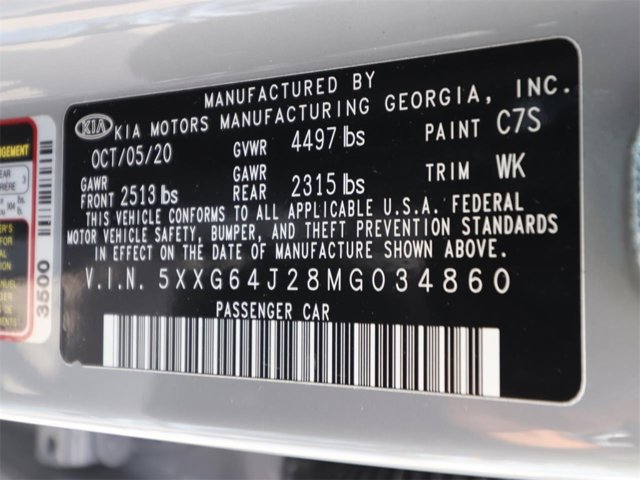 MANUFACTURED BY
KIA KIA MOTORS MANUFACTURING GEORGIA, INC.
OCT/05/20 GVWR 4497 lbs PAINT C7S
GAWR FRONT 2513 lbs GAWR REAR 2315 lbs TRIM WK
THIS VEHICLE CONFORMS TO ALL APPLICABLE U.S.A. FEDERAL
MOTOR VEHICLE SAFETY, BUMPER, AND THEFT PREVENTION STANDARDS
IN EFFECT ON THE DATE OF MANUFACTURE SHOWN ABOVE.
V.I.N. 5XXG64J28MG034860
PASSENGER CAR
3500